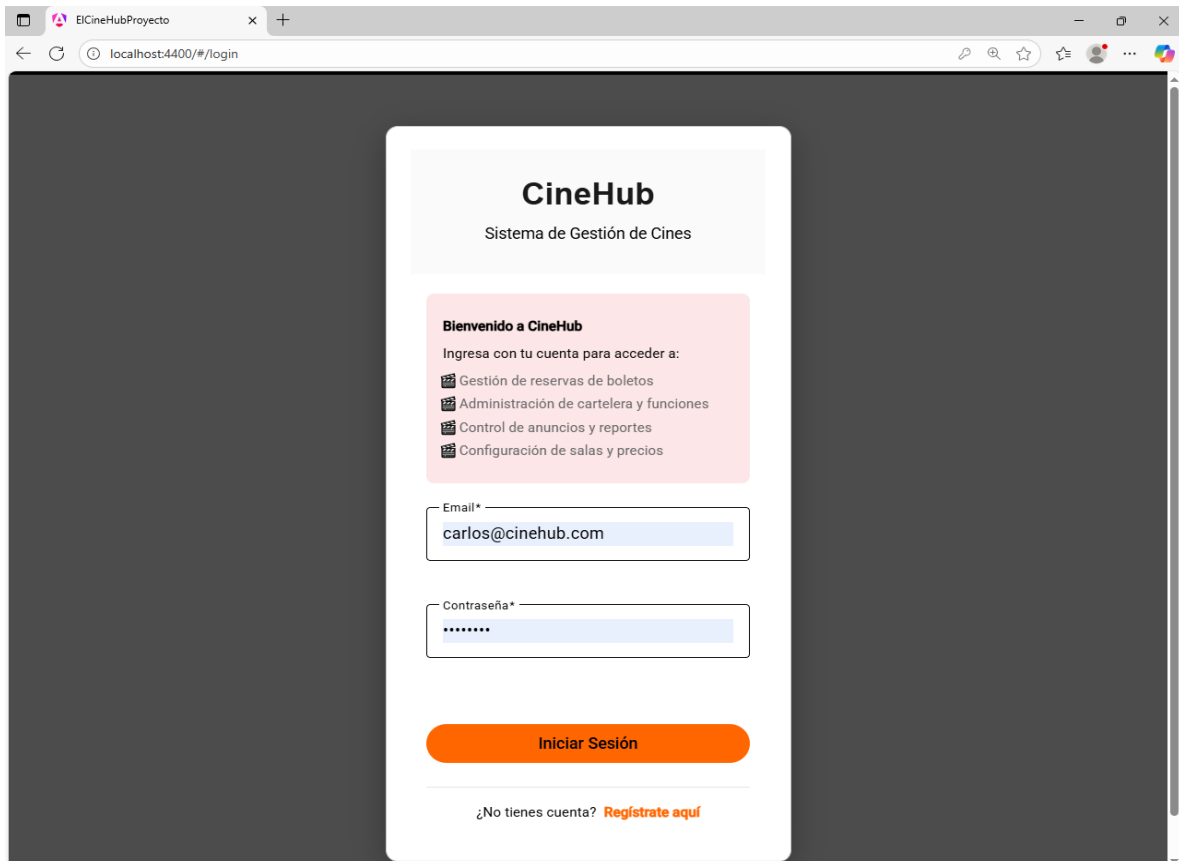 ElCineHubProyecto
localhost:4400/#/login
CineHub
Sistema de Gestión de Cines
Bienvenido a CineHub
Ingresa con tu cuenta para acceder a:
🎬 Gestión de reservas de boletos
🎬 Administración de cartelera y funciones
🎬 Control de anuncios y reportes
🎬 Configuración de salas y precios
Email*
carlos@cinehub.com
Contraseña*
••••••••
Iniciar Sesión
¿No tienes cuenta? Regístrate aquí